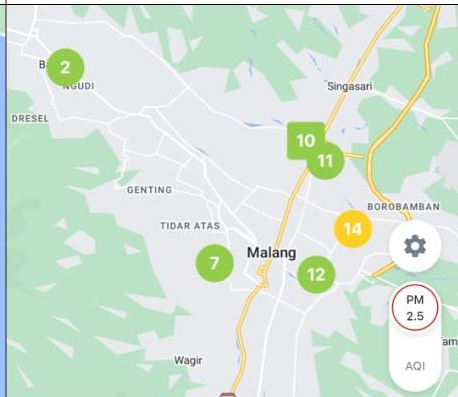 2
NGUDI
Singasari
DRESEL
10
11
GENTING
BOROBAMBAN
TIDAR ATAS
14
Malang
7
12
PM
2.5
Wagir
AQI